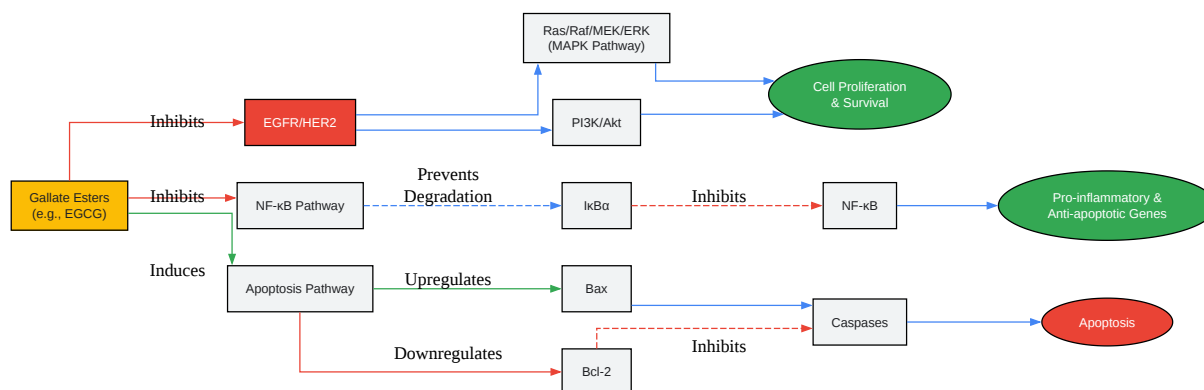 Ras/Raf/MEK/ERK
(MAPK Pathway)
Cell Proliferation
& Survival
Inhibits
EGFR/HER2
PI3K/Akt
Gallate Esters
(e.g., EGCG)
Inhibits
NF-κB Pathway
Prevents
Degradation
IκBα
Inhibits
NF-κB
Pro-inflammatory &
Anti-apoptotic Genes
Induces
Apoptosis Pathway
Upregulates
Bax
Caspases
Apoptosis
Downregulates
Bcl-2
Inhibits